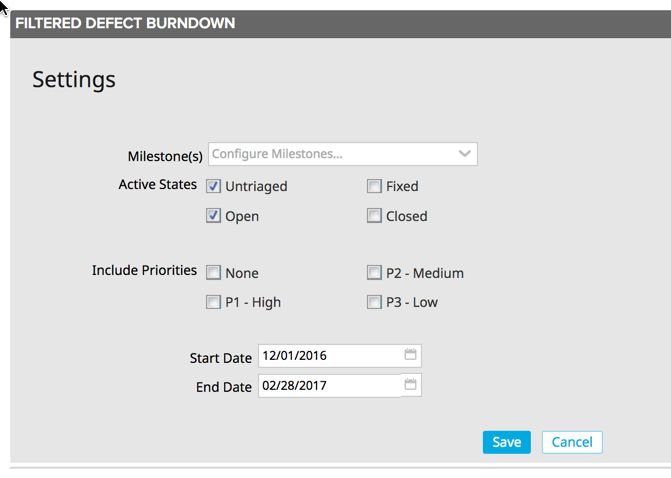 FILTERED DEFECT BURNDOWN
Settings
Milestone(s) Configure Milestones...
Active States Untriaged Fixed
Open Closed
Include Priorities None P2 - Medium
P1 - High P3 - Low
Start Date 12/01/2016
End Date 02/28/2017
Save Cancel